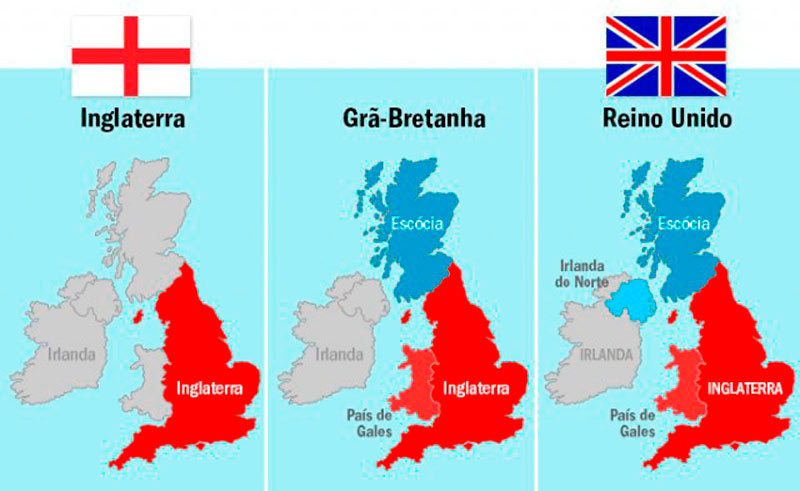 Inglaterra
Irlanda
Inglaterra
Grã-Bretanha
Escócia
Irlanda
Inglaterra
País de
Gales
Reino Unido
Escócia
Irlanda
do Norte
IRLANDA
INGLATERRA
País de
Gales